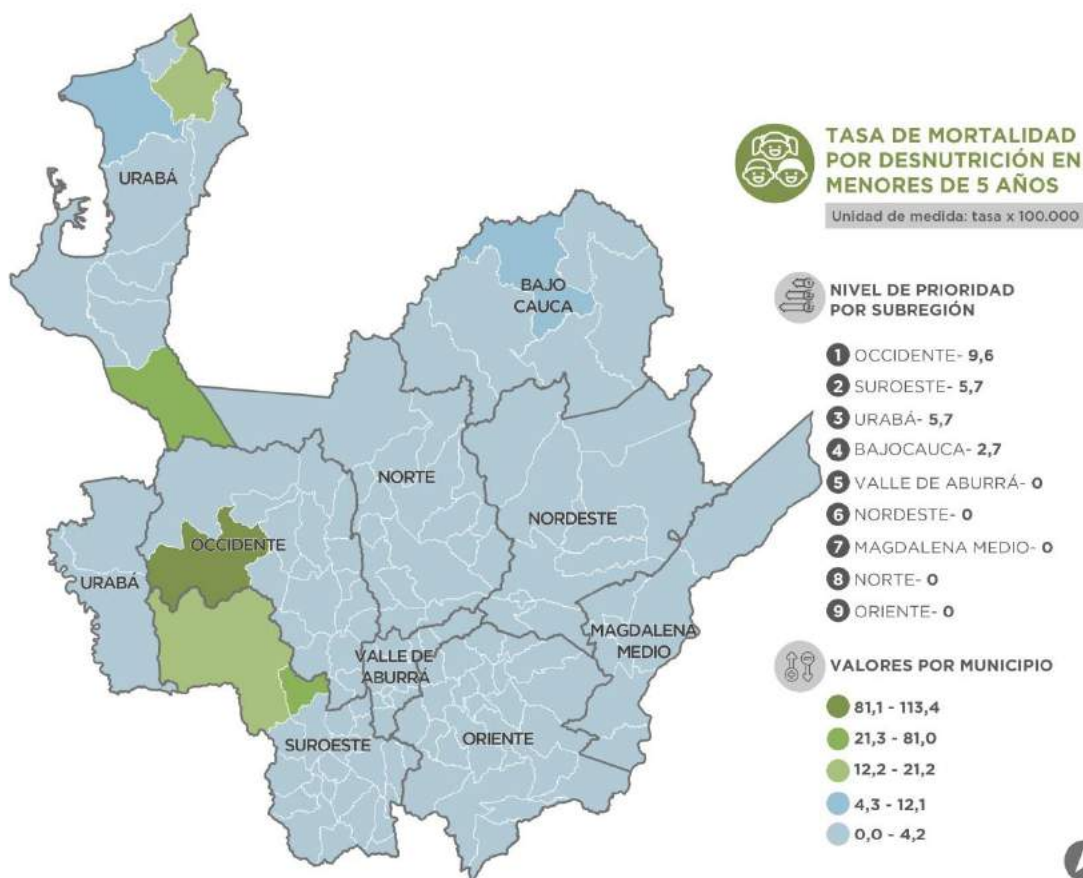 TASA DE MORTALIDAD
POR DESNUTRICIÓN EN
MENORES DE 5 AÑOS
Unidad de medida: tasa x 100.000
NIVEL DE PRIORIDAD
POR SUBREGIÓN
1 OCCIDENTE- 9,6
2 SUROESTE- 5,7
3 URABÁ- 5,7
4 BAJOCAUCA- 2,7
5 VALLE DE ABURRÁ- 0
6 NORDESTE- 0
7 MAGDALENA MEDIO- 0
8 NORTE- 0
9 ORIENTE- 0
VALORES POR MUNICIPIO
81,1 - 113,4
21,3 - 81,0
12,2 - 21,2
4,3 - 12,1
0,0 - 4,2
URABÁ
BAJO
CAUCA
NORTE
NORDESTE
OCCIDENTE
URABÁ
MAGDALENA
MEDIO
VALLE DE
ABURRÁ
SUROESTE
ORIENTE